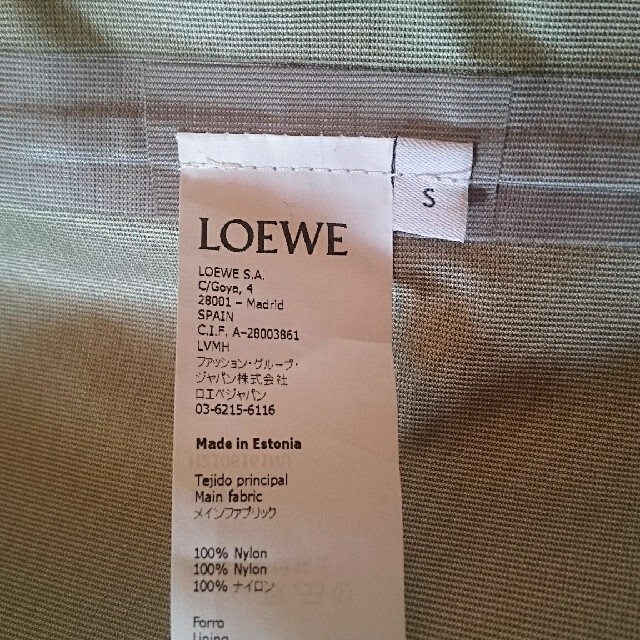 S
LOEWE
LOEWE S.A.
C/Goya, 4
28001 – Madrid
SPAIN
C.I.F. A-28003861
LVMH
ファッション・グループ・
ジャパン株式会社
ロエベジャパン
03-6215-6116
Made in Estonia
Tejido principal
Main fabric
メインファブリック
100% Nylon
100% Nylon
100% ナイロン
Forro
Lining